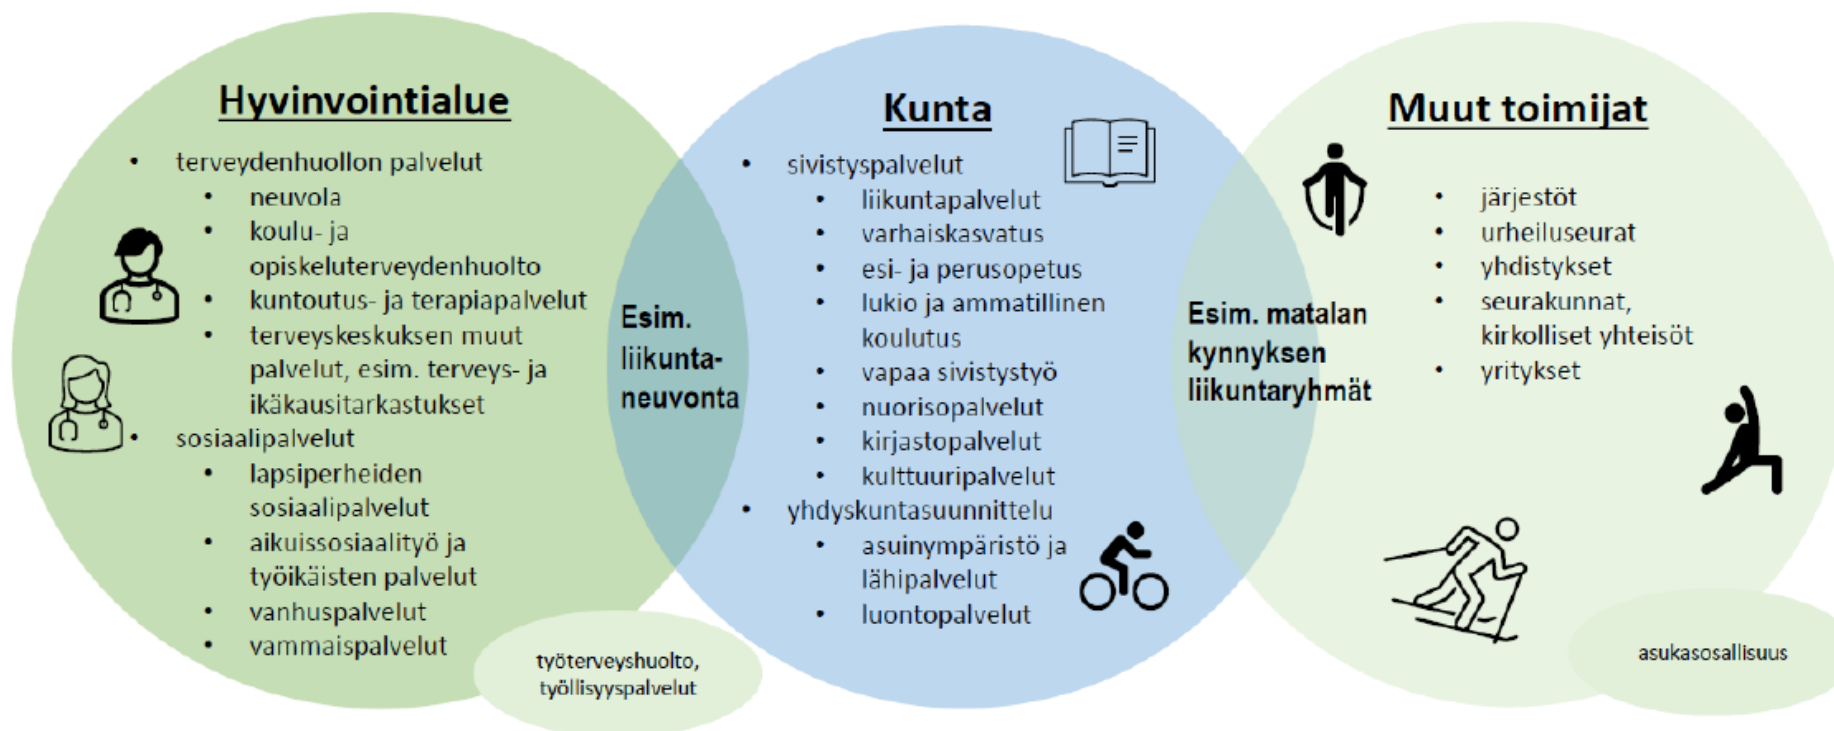 Hyvinvointialue
• terveydenhuollon palvelut
• neuvola
• koulu- ja
opiskeluterveydenhuolto
• kuntoutus- ja terapiapalvelut
• terveyskeskuksen muut
palvelut, esim. terveys- ja
ikäkausitarkastukset
• sosiaalipalvelut
• lapsiperheiden
sosiaalipalvelut
• aikuissosiaalityö ja
työikäisten palvelut
• vanhuspalvelut
• vammaispalvelut
työterveyshuolto,
työllisyyspalvelut
Esim.
liikunta-
neuvonta
Kunta
• sivistyspalvelut
• liikuntapalvelut
• varhaiskasvatus
• esi- ja perusopetus
• lukio ja ammatillinen
koulutus
• vapaa sivistystyö
• nuorisopalvelut
• kirjastopalvelut
• kulttuuripalvelut
• yhdyskuntasuunnittelu
• asuinympäristö ja
lähipalvelut
• luontopalvelut
Esim. matalan
kynnyksen
liikuntaryhmät
Muut toimijat
• järjestöt
• urheiluseurat
• yhdistykset
• seurakunnat,
kirkolliset yhteisöt
• yritykset
asukasosallisuus